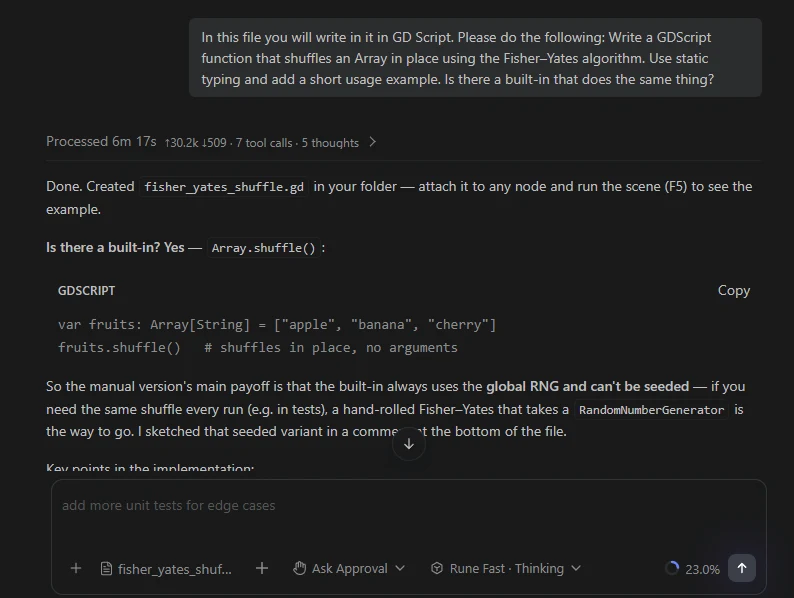 In this file you will write in it in GD Script. Please do the following: Write a GDScript
function that shuffles an Array in place using the Fisher–Yates algorithm. Use static
typing and add a short usage example. Is there a built-in that does the same thing?
Processed 6m 17s ↑30.2k ↓509 · 7 tool calls · 5 thoughts
Done. Created fisher_yates_shuffle.gd in your folder — attach it to any node and run the scene (F5) to see the
example.
Is there a built-in? Yes — Array.shuffle() :
GDSCRIPT Copy
var fruits: Array[String] = ["apple", "banana", "cherry"]
fruits.shuffle() # shuffles in place, no arguments
So the manual version's main payoff is that the built-in always uses the global RNG and can't be seeded — if you
need the same shuffle every run (e.g. in tests), a hand-rolled Fisher–Yates that takes a RandomNumberGenerator is
the way to go. I sketched that seeded variant in a comme t the bottom of the file.
Key points in the implementation:
add more unit tests for edge cases
fisher_yates_shuf... Ask Approval Rune Fast · Thinking 23.0%